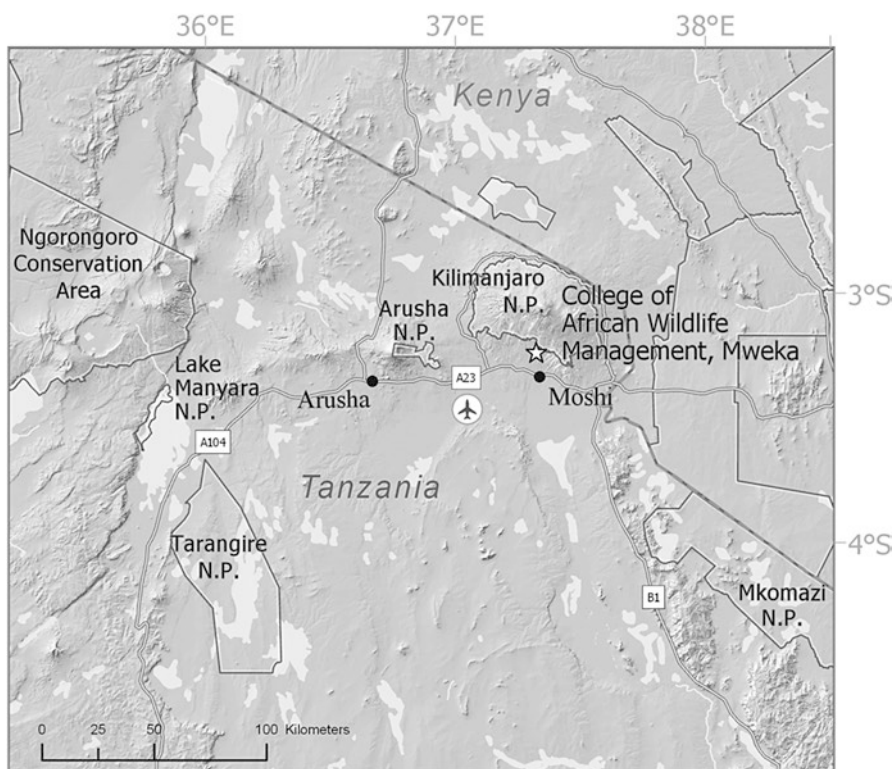 36°E
37°E
38°E
Kenya
Ngorongoro
Conservation
Area
Kilimanjaro
N.P.
College of
African Wildlife
Management, Mweka
3°S
Arusha
N.P.
Lake
Manyara
N.P.
A23
Arusha
Moshi
A104
Tanzania
Tarangire
N.P.
4°S
B1
Mkomazi
N.P.
0 25 50 100 Kilometers